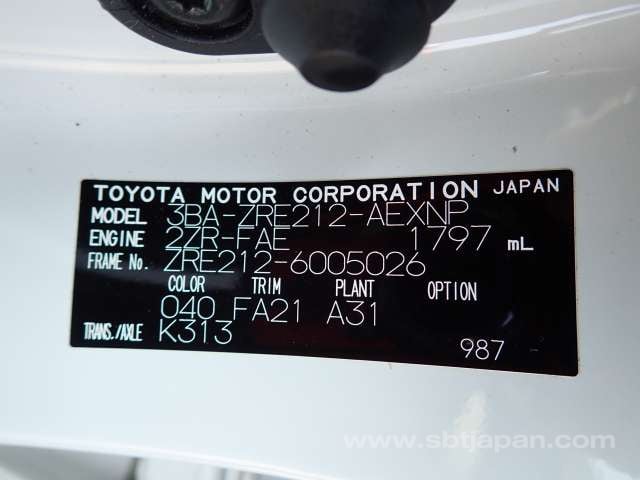 TOYOTA MOTOR CORPORATION JAPAN
MODEL 3BA-ZRE212-AEXNP
ENGINE 2ZR-FAE 1797 mL
FRAME No. ZRE212-6005026
COLOR TRIM PLANT OPTION
040 FA21 A31
TRANS./AXLE K313
987
www.sbtjapan.com